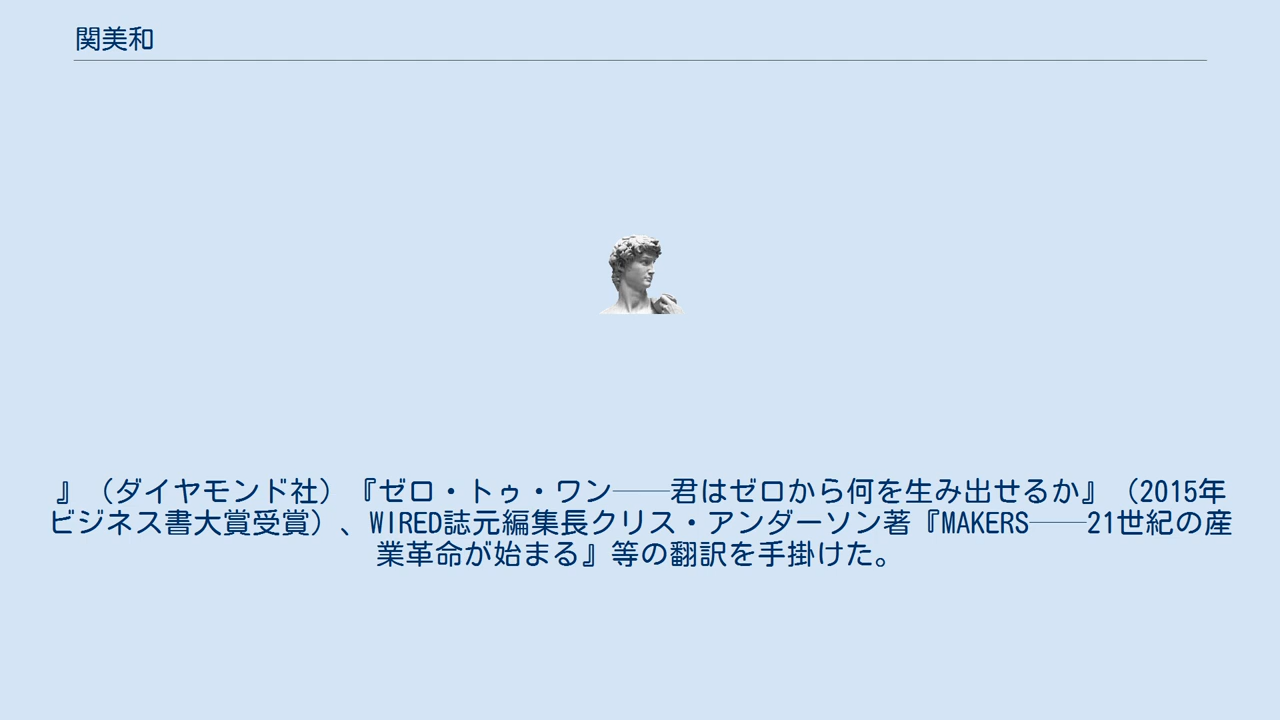 関美和
』（ダイヤモンド社）『ゼロ・トゥ・ワン――君はゼロから何を生み出せるか』（2015年
ビジネス書大賞受賞）、WIRED誌元編集長クリス・アンダーソン著『MAKERS――21世紀の産
業革命が始まる』等の翻訳を手掛けた。